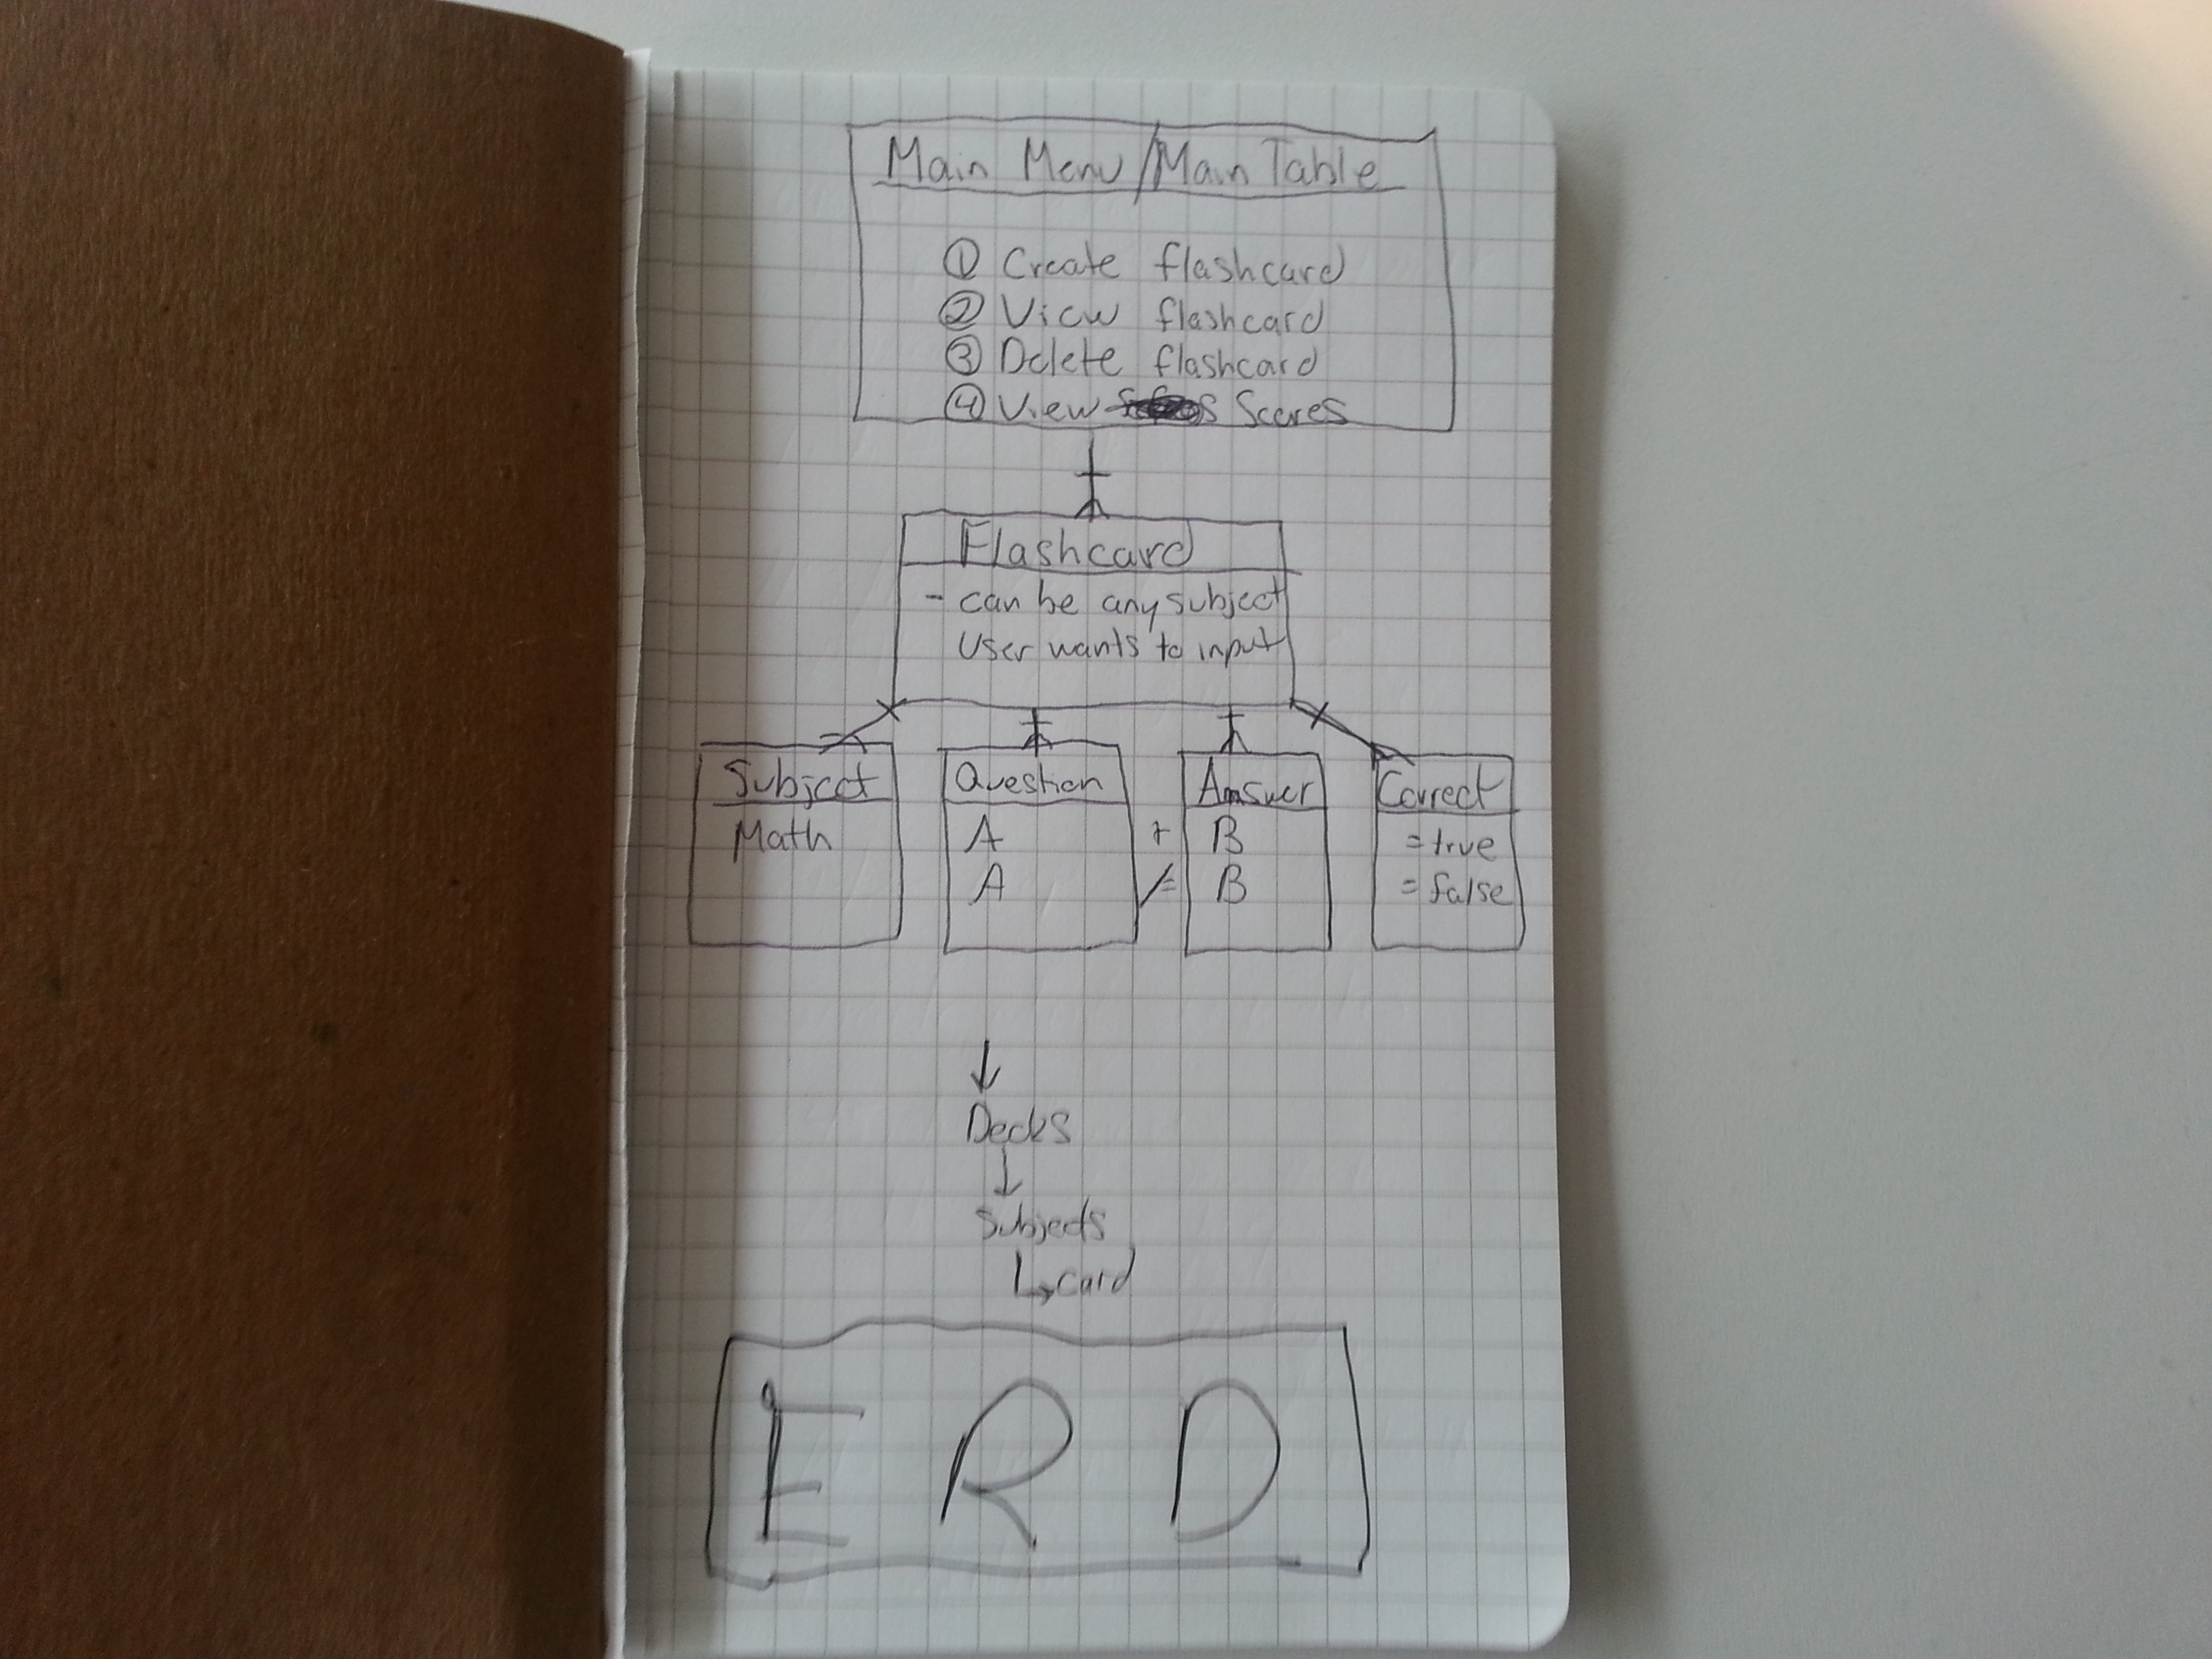 Main Menu/Main Table
① Create flashcard
② View flashcard
③ Delete flashcard
④ View Scores
Flashcard
- can be any subject
User wants to input
Subject Question Answer Correct
Math A + B = true
A ≠ B = false
↓
Decks
↓
Subjects
↳ card
ERD